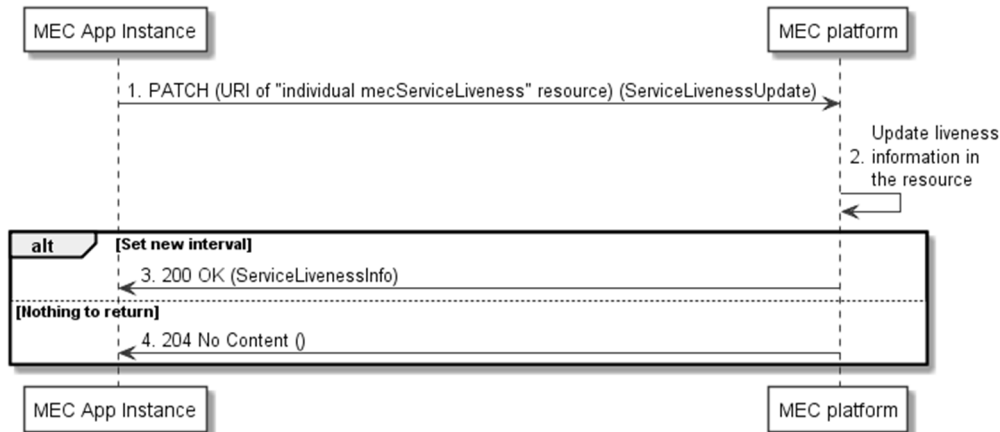 MEC App Instance
MEC platform
1. PATCH (URI of "individual mecServiceLiveness" resource) (ServiceLivenessUpdate)
Update liveness
2. information in
the resource
alt
[Set new interval]
3. 200 OK (ServiceLivenessInfo)
[Nothing to return]
4. 204 No Content ()
MEC App Instance
MEC platform